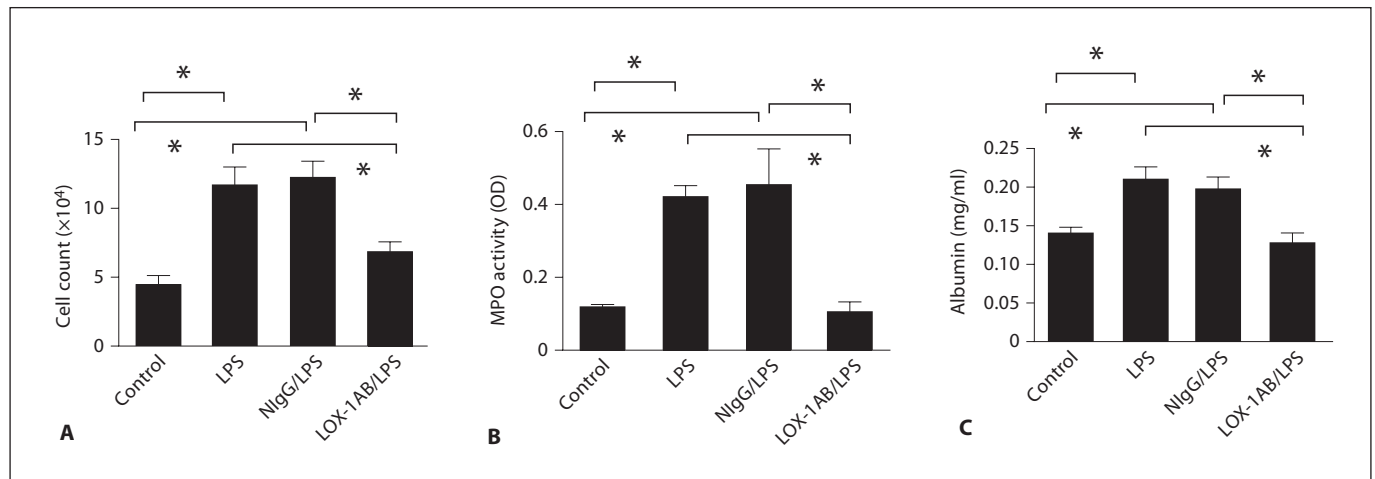 * * *
* * *
* * *
15
10
5
0
Cell count (×10⁴)
Control
LPS
NIgG/LPS
LOX-1AB/LPS
A
0.6
0.4
0.2
0
MPO activity (OD)
Control
LPS
NIgG/LPS
LOX-1AB/LPS
B
0.25
0.20
0.15
0.10
0.05
0
Albumin (mg/ml)
Control
LPS
NIgG/LPS
LOX-1AB/LPS
C